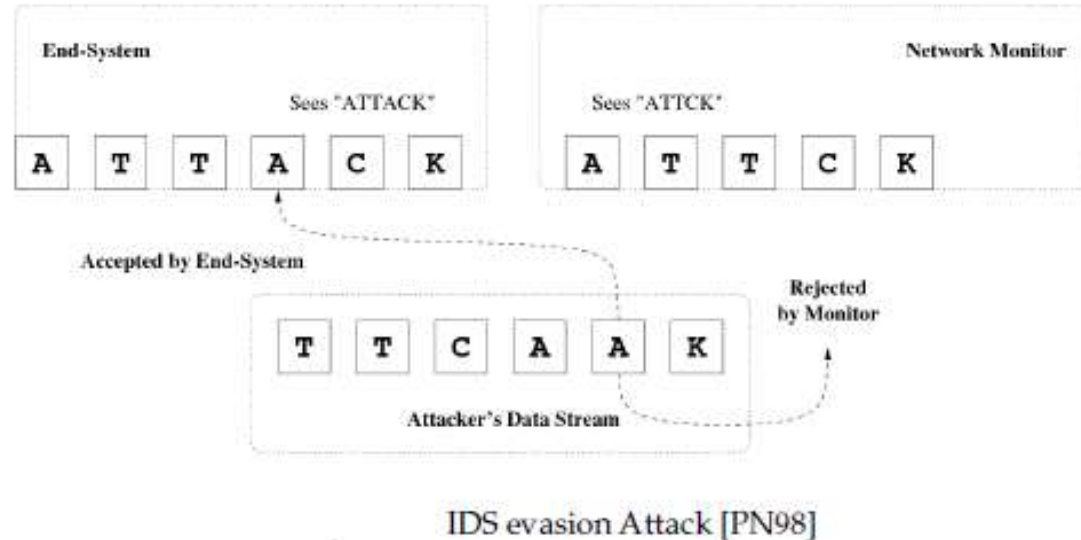 End-System
Network Moniitor
Sees "ATTACK"
Sees "ATTCK"
A T T A C K
A T T C K
Accepted by End-System
Rejected
by Monitor
T T C A A K
Attacker's Data Stream
IDS evasion Attack [PN98]